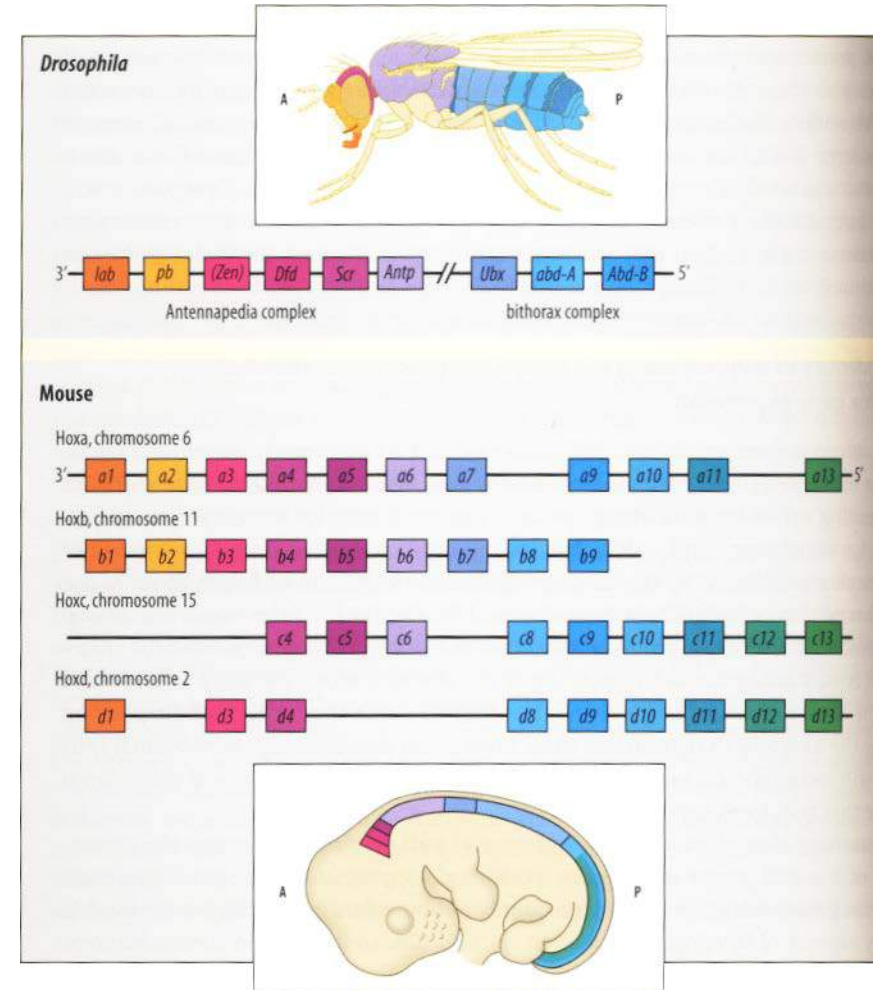 Drosophila
A
P
3′ lab pb (Zen) Dfd Scr Antp Ubx abd-A Abd-B 5′
Antennapedia complex bithorax complex
Mouse
Hoxa, chromosome 6
3′ a1 a2 a3 a4 a5 a6 a7 a9 a10 a11 a13 5′
Hoxb, chromosome 11
b1 b2 b3 b4 b5 b6 b7 b8 b9
Hoxc, chromosome 15
c4 c5 c6 c8 c9 c10 c11 c12 c13
Hoxd, chromosome 2
d1 d3 d4 d8 d9 d10 d11 d12 d13
A
P